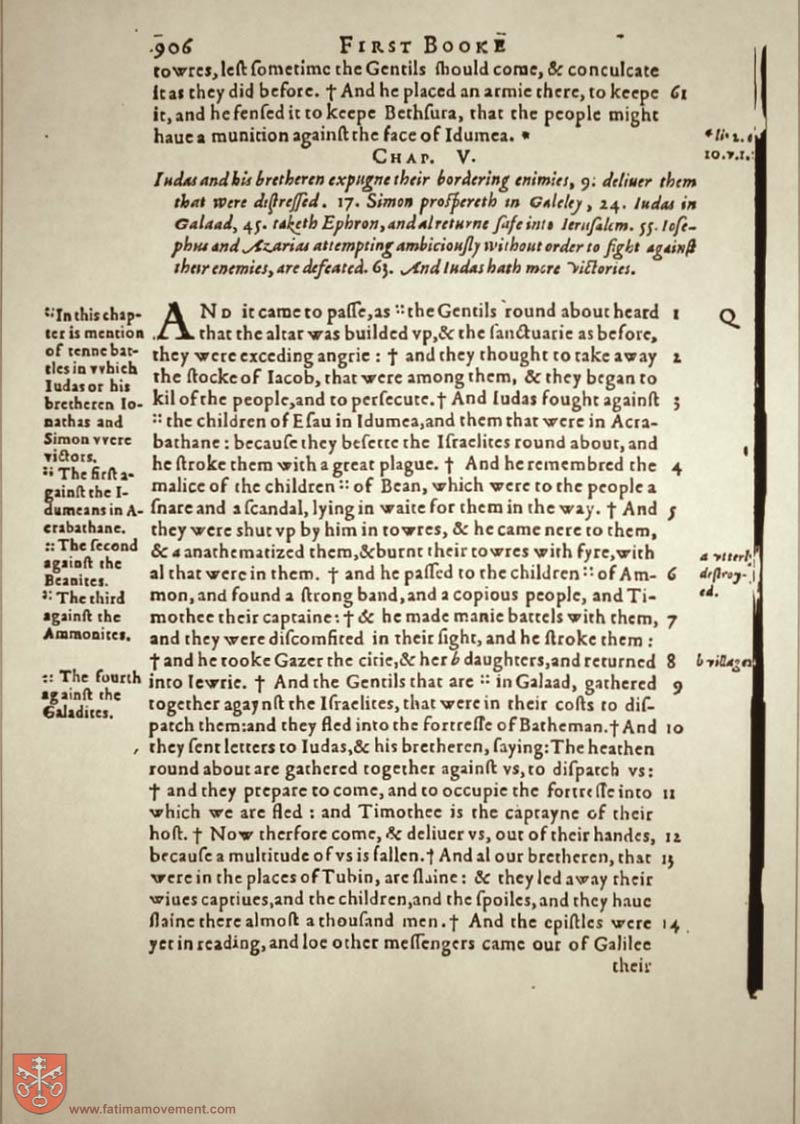 906 FIRST BOOKE
towres, leſt ſometime the Gentils ſhould come, & conculcate
it as they did before. † And he placed an armie there, to keepe 61
it, and he fenſed it to keepe Bethſura, that the people might
haue a munition againſt the face of Idumea. *
10. v. 1.
CHAP. V.
Iudas and his bretheren expugne their bordering enimies, 9. deliuer them
that were diſtreſſed. 17. Simon proſpereth in Galeley, 24. Iudas in
Galaad, 45. taketh Ephron, and al returne ſafe into Ieruſalem. 55. Ioſe-
phus and Azarias attempting ambiciouſly without order to fight againſt
their enemies, are defeated. 63. And Iudas hath more victories.
AND it came to paſſe, as :: the Gentils round about heard 1
that the altar was builded vp, & the ſanctuarie as before,
they were exceding angrie : † and they thought to take away 2
the ſtocke of Iacob, that were among them, & they began to
kil of the people, and to perſecute. † And Iudas fought againſt 3
:: the children of Eſau in Idumea, and them that were in Acra-
bathane : becauſe they beſette the Iſraelites round about, and
he ſtroke them with a great plague. † And he remembred the 4
malice of the children :: of Bean, which were to the people a
ſnare and a ſcandal, lying in waite for them in the way. † And 5
they were ſhut vp by him in towres, & he came nere to them,
& a anathematized them, & burnt their towres with fyre, with
al that were in them. † and he paſſed to the children :: of Am- 6
mon, and found a ſtrong band, and a copious people, and Ti-
mothee their captaine: † & he made manie battels with them, 7
and they were diſcomfited in their ſight, and he ſtroke them :
† and he tooke Gazer the citie, & her b daughters, and returned 8
into Iewrie. † And the Gentils that are :: in Galaad, gathered 9
together agaynſt the Iſraelites, that were in their coſts to diſ-
patch them: and they fled into the fortreſſe of Batheman. † And 10
they ſent letters to Iudas, & his bretheren, ſaying: The heathen
round about are gathered together againſt vs, to diſpatch vs:
† and they prepare to come, and to occupie the fortreſſe into 11
which we are fled : and Timothee is the captayne of their
hoſt. † Now therfore come, & deliuer vs, out of their handes, 12
becauſe a multitude of vs is fallen. † And al our bretheren, that 13
were in the places of Tubin, are ſlaine : & they led away their
wiues captiues, and the children, and the ſpoiles, and they haue
ſlaine there almoſt a thouſand men. † And the epiſtles were 14
yet in reading, and loe other meſſengers came out of Galilee
their
:: In this chap-
ter is mention
of tenne bat-
tles in vvhich
Iudas or his
bretheren Io-
nathas and
Simon vvere
victors.
:: The firſt a-
gainſt the I-
dumeans in A-
crabathane.
:: The ſecond
againſt the
Beanites.
:: The third
againſt the
Ammonites.
:: The fourth
againſt the
Galadites.
Q
a vtterly
deſtroy-
ed.
b villages
www.fatimamovement.com